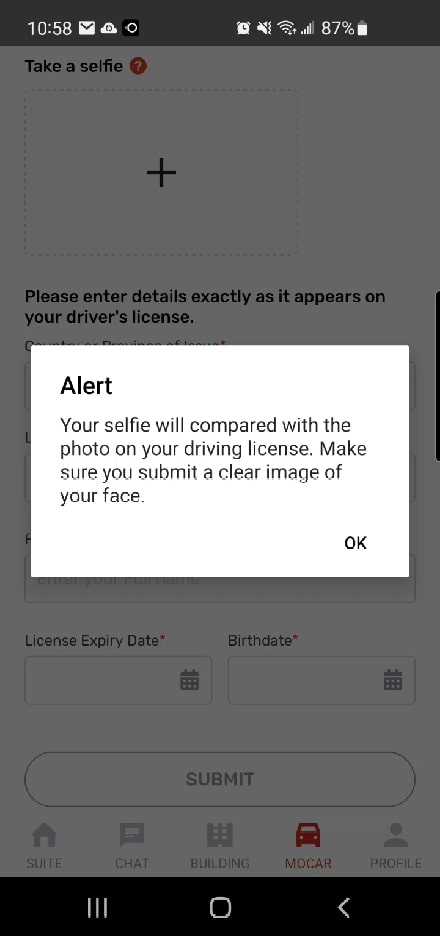 10:58
87%
Take a selfie ?
Please enter details exactly as it appears on
your driver's license.
Country or Province of Issue*
Alert
Your selfie will compared with the
photo on your driving license. Make
sure you submit a clear image of
your face.
OK
Enter your Full name
License Expiry Date* Birthdate*
SUBMIT
SUITE CHAT BUILDING MOCAR PROFILE